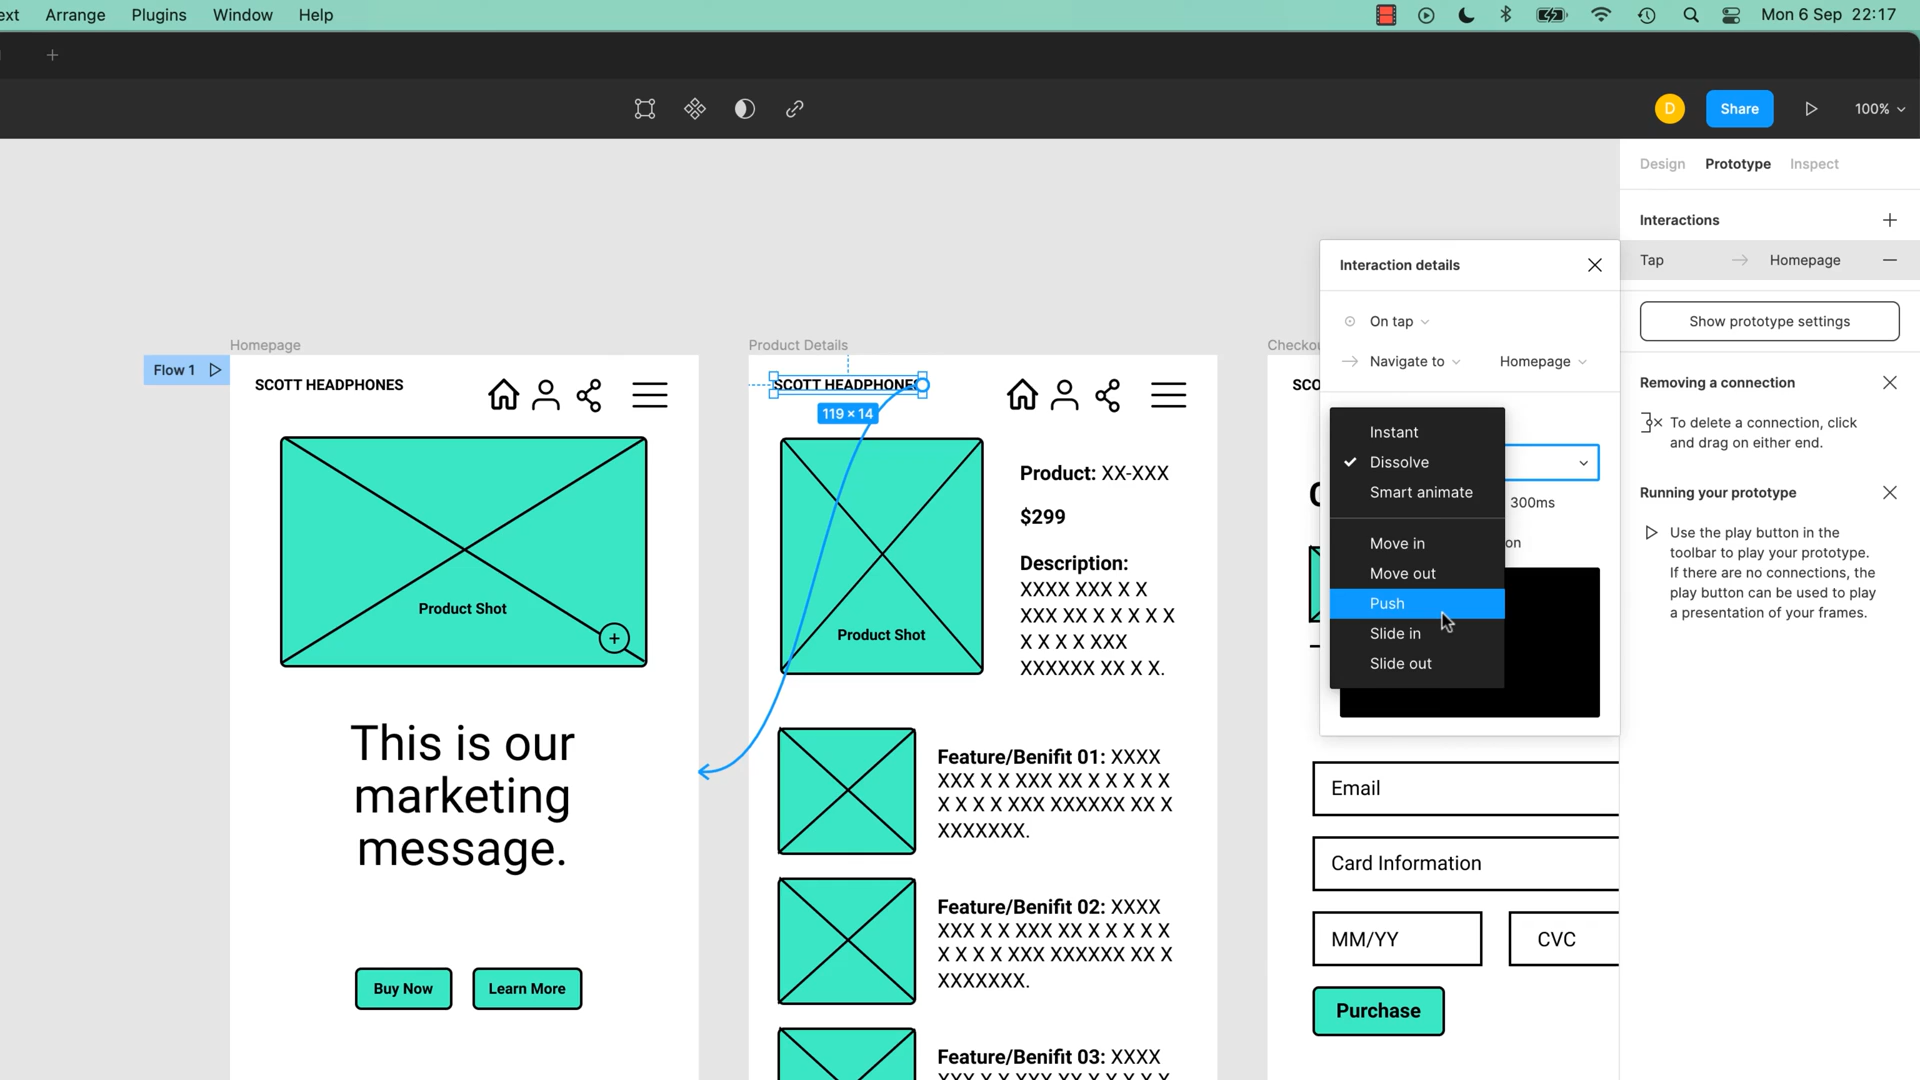 ext Arrange Plugins Window Help Mon 6 Sep 22:17
D Share 100%
Design Prototype Inspect
Interactions
Tap Homepage
Show prototype settings
Removing a connection
To delete a connection, click
and drag on either end.
Running your prototype
Use the play button in the
toolbar to play your prototype.
If there are no connections, the
play button can be used to play
a presentation of your frames.
Interaction details
On tap
Navigate to Homepage
Instant
Dissolve
Smart animate
300ms
Move in
on
Move out
Push
Slide in
Slide out
Homepage
Flow 1
SCOTT HEADPHONES
Product Shot
+
This is our
marketing
message.
Buy Now Learn More
Product Details
SCOTT HEADPHONES
119 × 14
Product: XX-XXX
$299
Description:
XXXX XXX X X
XXX XX X X X X X
X X X X XXX
XXXXXX XX X X.
Product Shot
Feature/Benifit 01: XXXX
XXX X X XXX XX X X X X X
X X X X XXX XXXXXX XX X
XXXXXXX.
Feature/Benifit 02: XXXX
XXX X X XXX XX X X X X X
X X X X XXX XXXXXX XX X
XXXXXXX.
Feature/Benifit 03: XXXX
Checkou
SCO
Email
Card Information
MM/YY CVC
Purchase